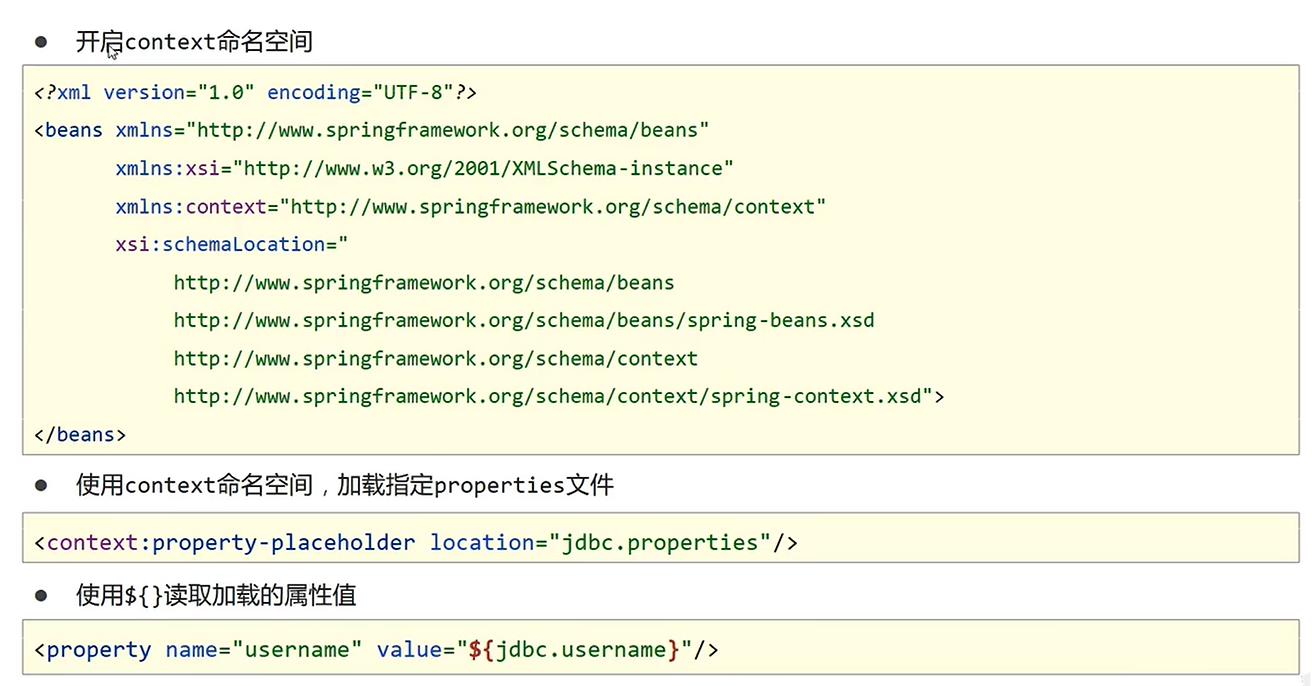 ● 开启context命名空间
<?xml version="1.0" encoding="UTF-8"?>
<beans xmlns="http://www.springframework.org/schema/beans"
       xmlns:xsi="http://www.w3.org/2001/XMLSchema-instance"
       xmlns:context="http://www.springframework.org/schema/context"
       xsi:schemaLocation="
            http://www.springframework.org/schema/beans
            http://www.springframework.org/schema/beans/spring-beans.xsd
            http://www.springframework.org/schema/context
            http://www.springframework.org/schema/context/spring-context.xsd">
</beans>
● 使用context命名空间，加载指定properties文件
<context:property-placeholder location="jdbc.properties"/>
● 使用${}读取加载的属性值
<property name="username" value="${jdbc.username}"/>